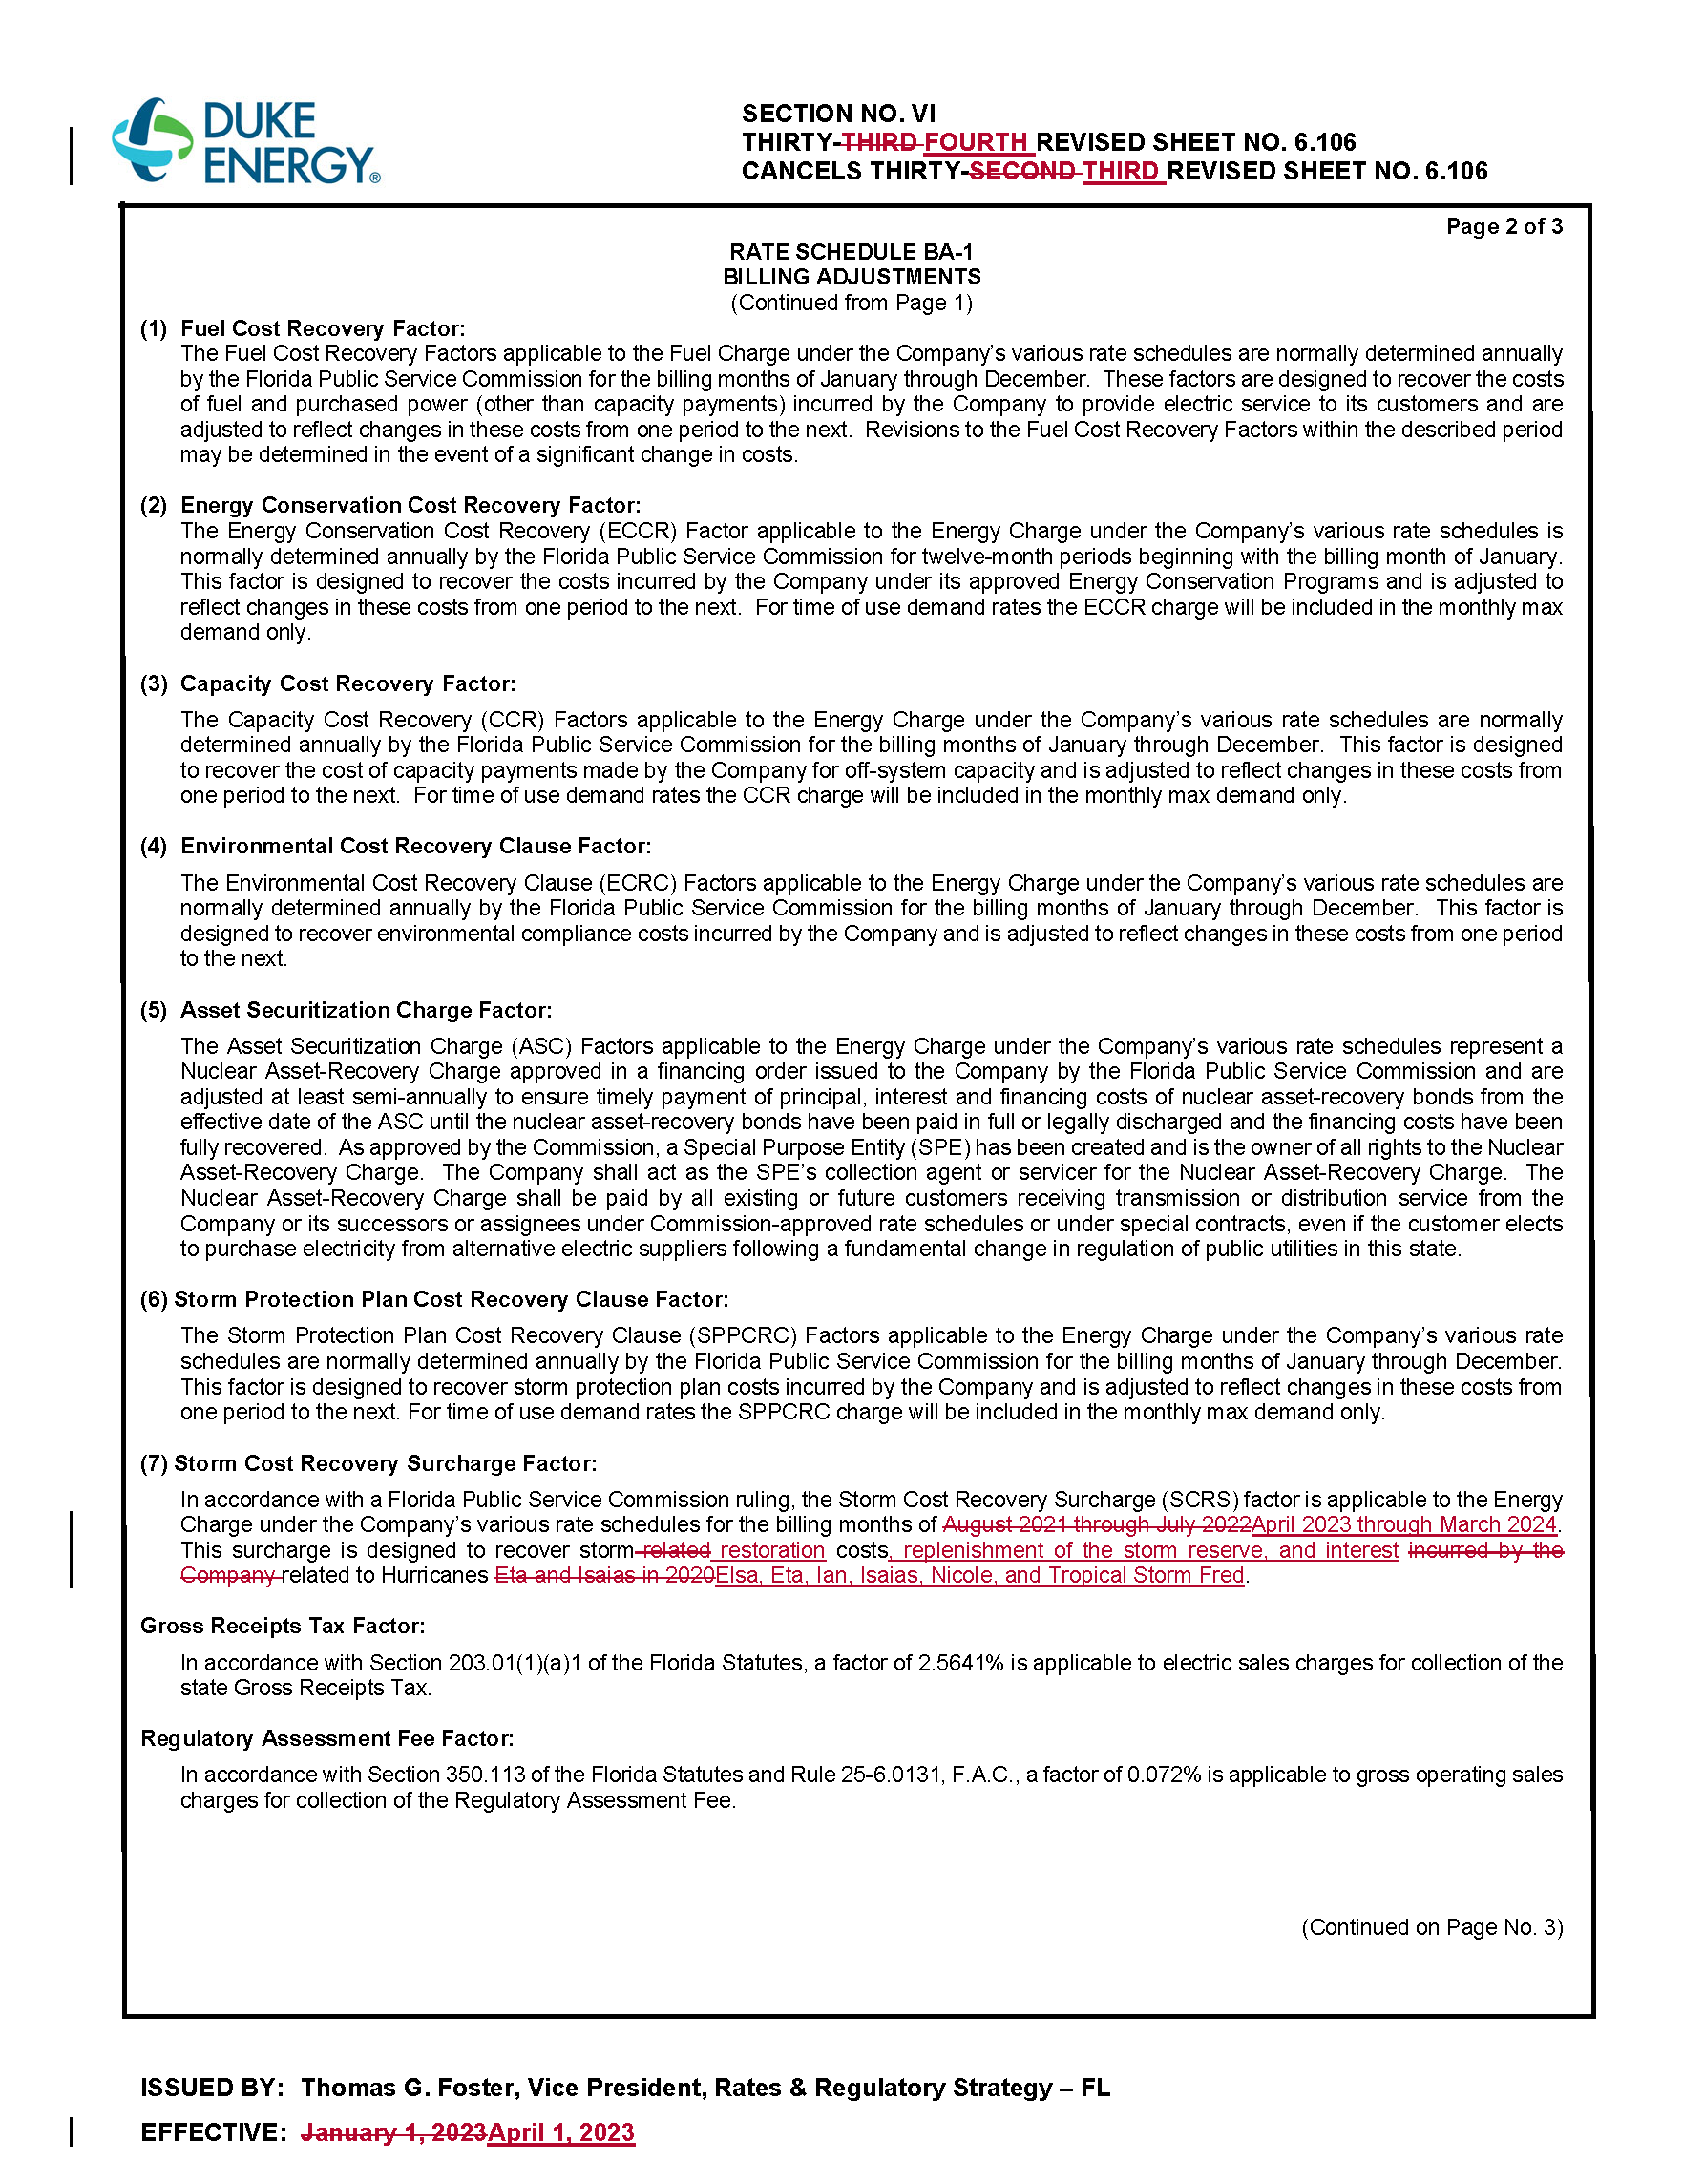 DUKE
ENERGY®
SECTION NO. VI
THIRTY-THIRD FOURTH REVISED SHEET NO. 6.106
CANCELS THIRTY-SECOND THIRD REVISED SHEET NO. 6.106
Page 2 of 3
RATE SCHEDULE BA-1
BILLING ADJUSTMENTS
(Continued from Page 1)
(1) Fuel Cost Recovery Factor:
The Fuel Cost Recovery Factors applicable to the Fuel Charge under the Company's various rate schedules are normally determined annually
by the Florida Public Service Commission for the billing months of January through December. These factors are designed to recover the costs
of fuel and purchased power (other than capacity payments) incurred by the Company to provide electric service to its customers and are
adjusted to reflect changes in these costs from one period to the next. Revisions to the Fuel Cost Recovery Factors within the described period
may be determined in the event of a significant change in costs.
(2) Energy Conservation Cost Recovery Factor:
The Energy Conservation Cost Recovery (ECCR) Factor applicable to the Energy Charge under the Company's various rate schedules is
normally determined annually by the Florida Public Service Commission for twelve-month periods beginning with the billing month of January.
This factor is designed to recover the costs incurred by the Company under its approved Energy Conservation Programs and is adjusted to
reflect changes in these costs from one period to the next. For time of use demand rates the ECCR charge will be included in the monthly max
demand only.
(3) Capacity Cost Recovery Factor:
The Capacity Cost Recovery (CCR) Factors applicable to the Energy Charge under the Company's various rate schedules are normally
determined annually by the Florida Public Service Commission for the billing months of January through December. This factor is designed
to recover the cost of capacity payments made by the Company for off-system capacity and is adjusted to reflect changes in these costs from
one period to the next. For time of use demand rates the CCR charge will be included in the monthly max demand only.
(4) Environmental Cost Recovery Clause Factor:
The Environmental Cost Recovery Clause (ECRC) Factors applicable to the Energy Charge under the Company's various rate schedules are
normally determined annually by the Florida Public Service Commission for the billing months of January through December. This factor is
designed to recover environmental compliance costs incurred by the Company and is adjusted to reflect changes in these costs from one period
to the next.
(5) Asset Securitization Charge Factor:
The Asset Securitization Charge (ASC) Factors applicable to the Energy Charge under the Company's various rate schedules represent a
Nuclear Asset-Recovery Charge approved in a financing order issued to the Company by the Florida Public Service Commission and are
adjusted at least semi-annually to ensure timely payment of principal, interest and financing costs of nuclear asset-recovery bonds from the
effective date of the ASC until the nuclear asset-recovery bonds have been paid in full or legally discharged and the financing costs have been
fully recovered. As approved by the Commission, a Special Purpose Entity (SPE) has been created and is the owner of all rights to the Nuclear
Asset-Recovery Charge. The Company shall act as the SPE's collection agent or servicer for the Nuclear Asset-Recovery Charge. The
Nuclear Asset-Recovery Charge shall be paid by all existing or future customers receiving transmission or distribution service from the
Company or its successors or assignees under Commission-approved rate schedules or under special contracts, even if the customer elects
to purchase electricity from alternative electric suppliers following a fundamental change in regulation of public utilities in this state.
(6) Storm Protection Plan Cost Recovery Clause Factor:
The Storm Protection Plan Cost Recovery Clause (SPPCRC) Factors applicable to the Energy Charge under the Company's various rate
schedules are normally determined annually by the Florida Public Service Commission for the billing months of January through December.
This factor is designed to recover storm protection plan costs incurred by the Company and is adjusted to reflect changes in these costs from
one period to the next. For time of use demand rates the SPPCRC charge will be included in the monthly max demand only.
(7) Storm Cost Recovery Surcharge Factor:
In accordance with a Florida Public Service Commission ruling, the Storm Cost Recovery Surcharge (SCRS) factor is applicable to the Energy
Charge under the Company's various rate schedules for the billing months of August 2021 through July 2022April 2023 through March 2024.
This surcharge is designed to recover storm-related restoration costs, replenishment of the storm reserve, and interest incurred by the
Company related to Hurricanes Eta and Isaias in 2020Elsa, Eta, Ian, Isaias, Nicole, and Tropical Storm Fred.
Gross Receipts Tax Factor:
In accordance with Section 203.01(1)(a)1 of the Florida Statutes, a factor of 2.5641% is applicable to electric sales charges for collection of the
state Gross Receipts Tax.
Regulatory Assessment Fee Factor:
In accordance with Section 350.113 of the Florida Statutes and Rule 25-6.0131, F.A.C., a factor of 0.072% is applicable to gross operating sales
charges for collection of the Regulatory Assessment Fee.
(Continued on Page No. 3)
ISSUED BY: Thomas G. Foster, Vice President, Rates & Regulatory Strategy – FL
EFFECTIVE: January 1, 2023April 1, 2023